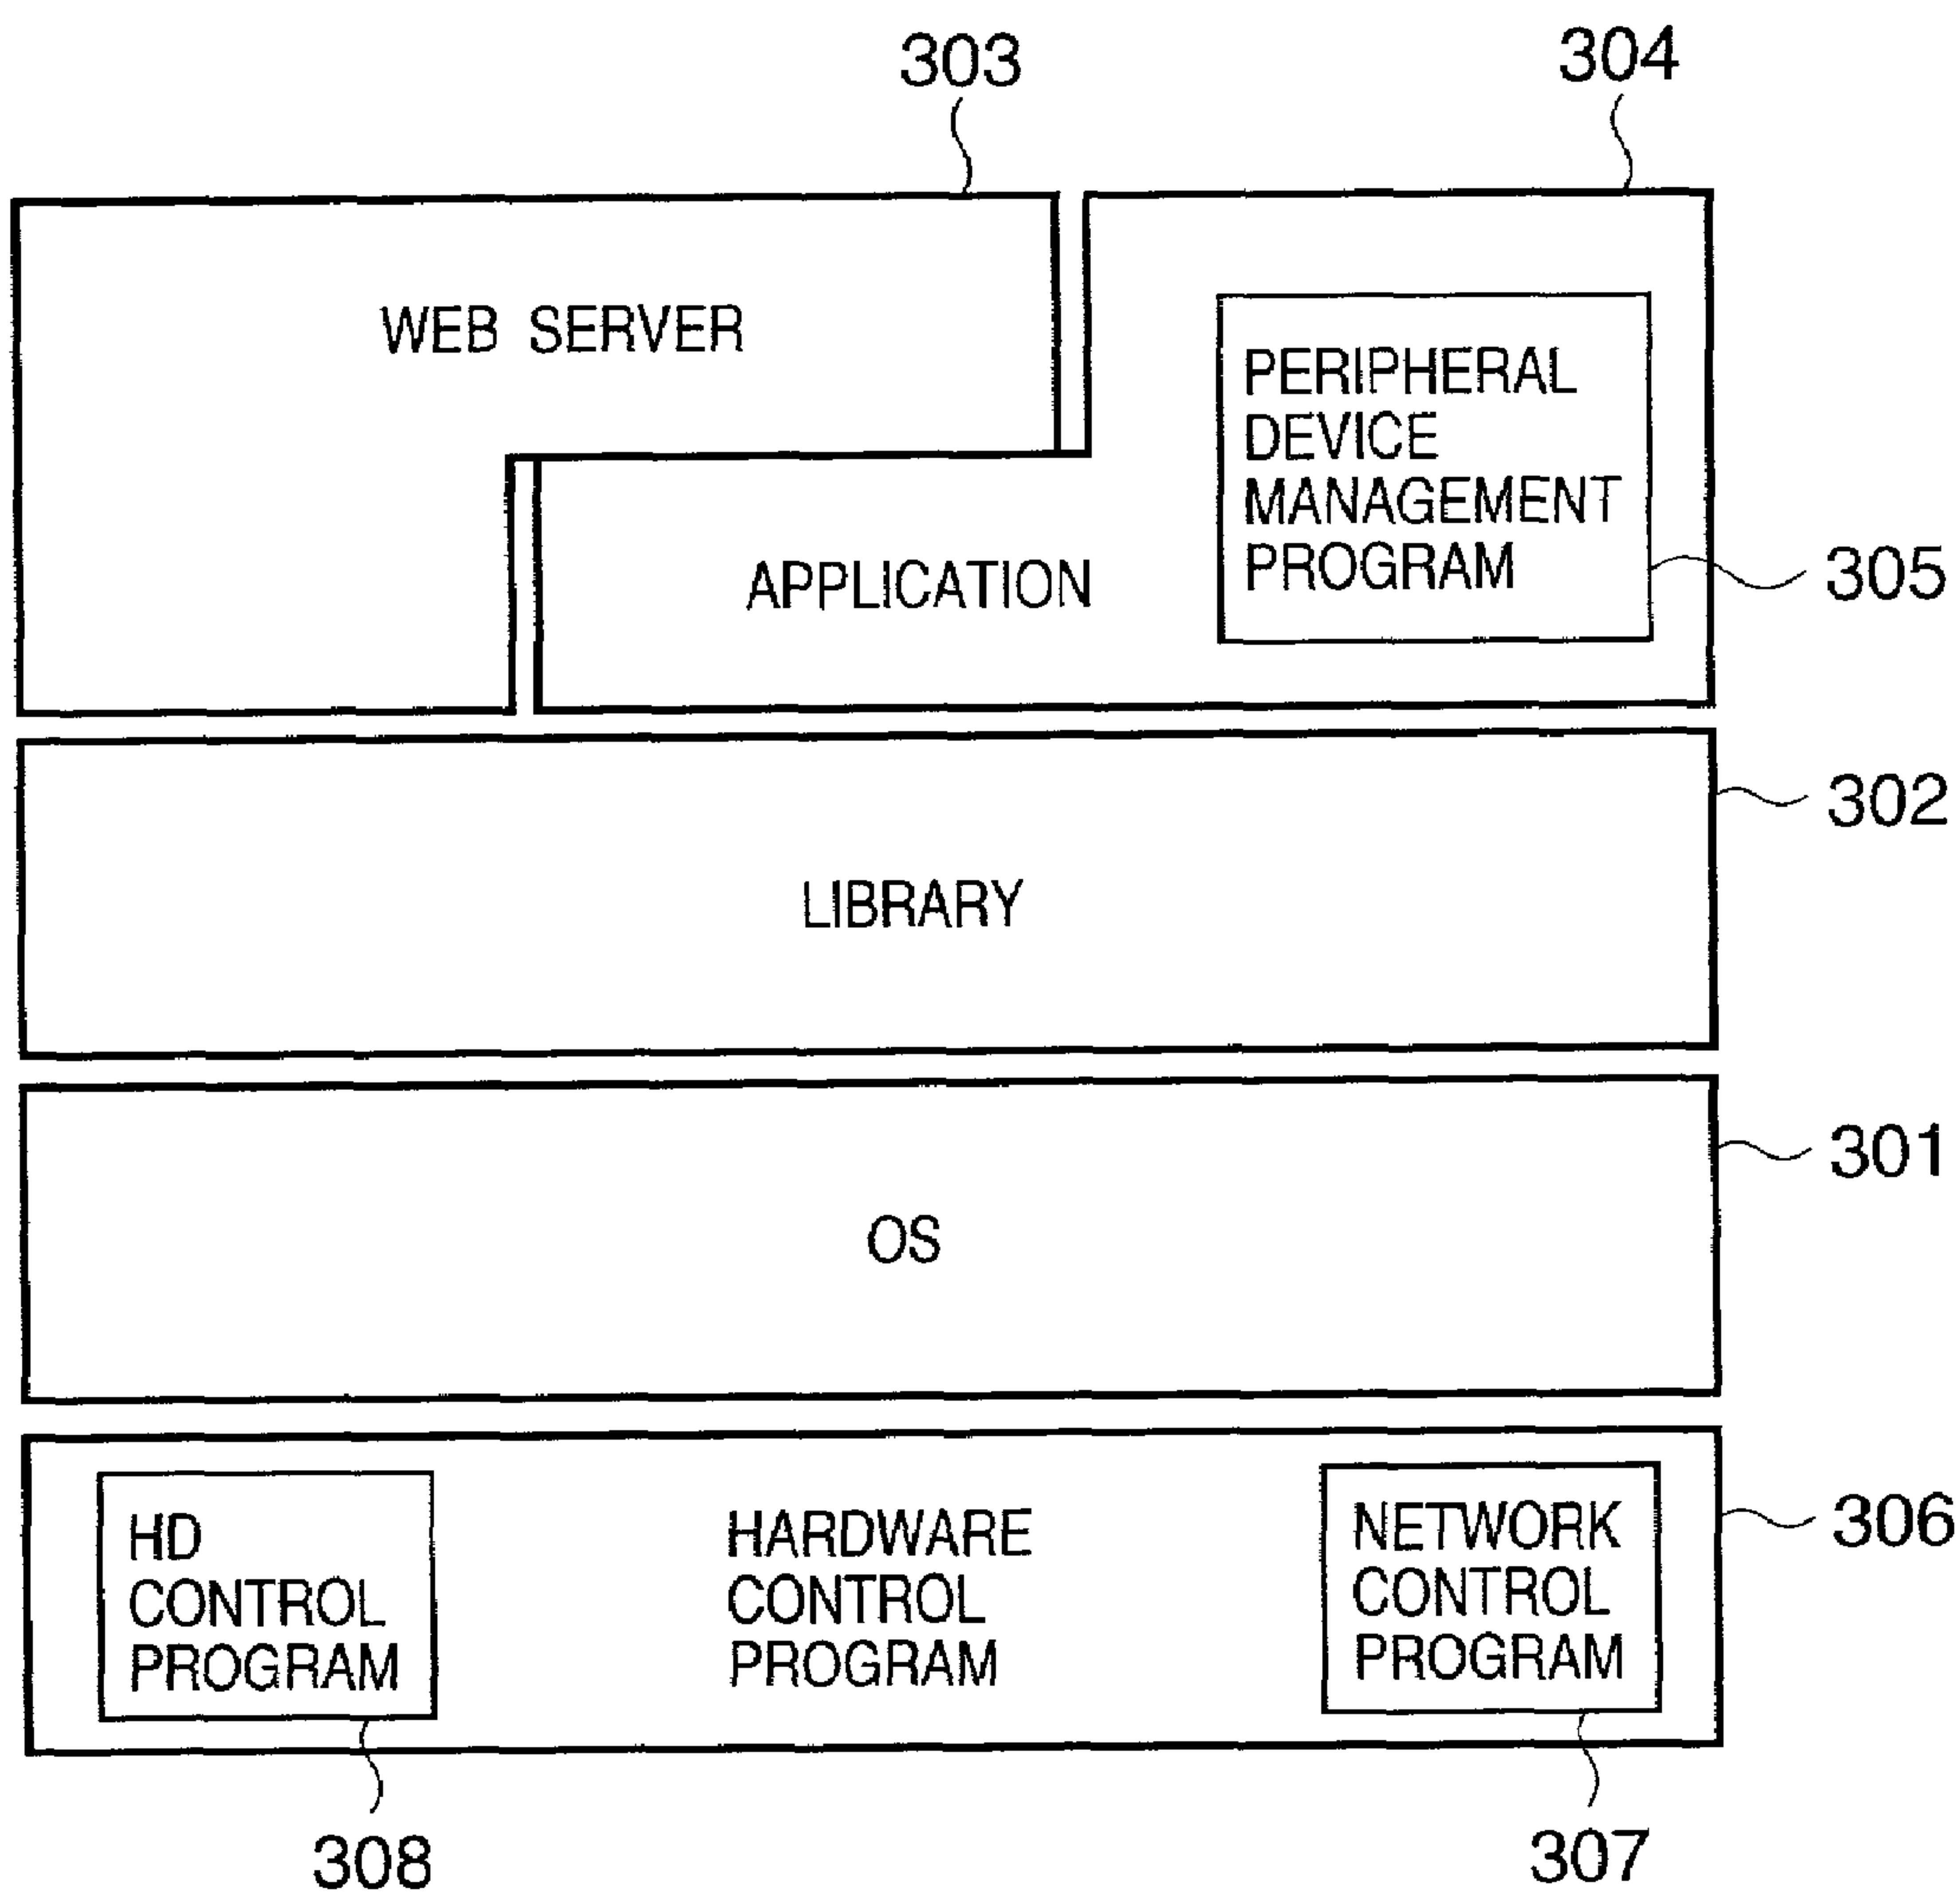 303
304
WEB SERVER
PERIPHERAL
DEVICE
MANAGEMENT
PROGRAM
305
APPLICATION
302
LIBRARY
301
OS
306
HD
CONTROL
PROGRAM
HARDWARE
CONTROL
PROGRAM
NETWORK
CONTROL
PROGRAM
308
307